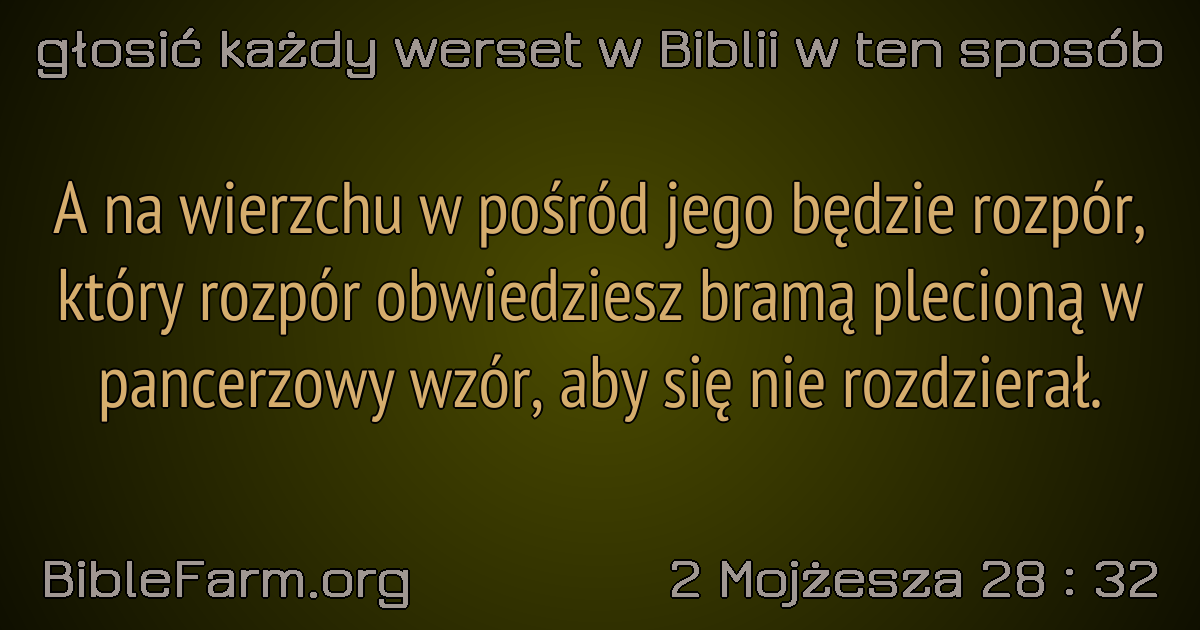 głosić każdy werset w Biblii w ten sposób
A na wierzchu w pośród jego będzie rozpór,
który rozpór obwiedziesz bramą plecioną w
pancerzowy wzór, aby się nie rozdzierał.
BibleFarm.org
2 Mojżesza 28 : 32